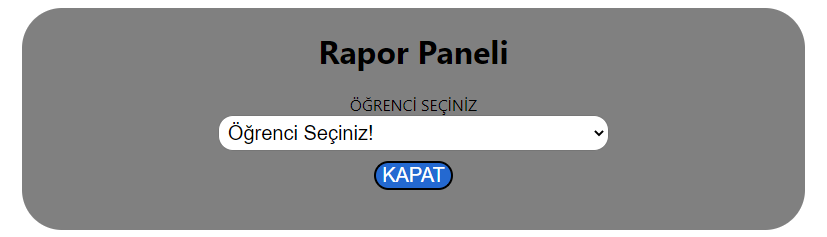 Rapor Paneli
ÖĞRENCİ SEÇİNİZ
Öğrenci Seçiniz!
KAPAT